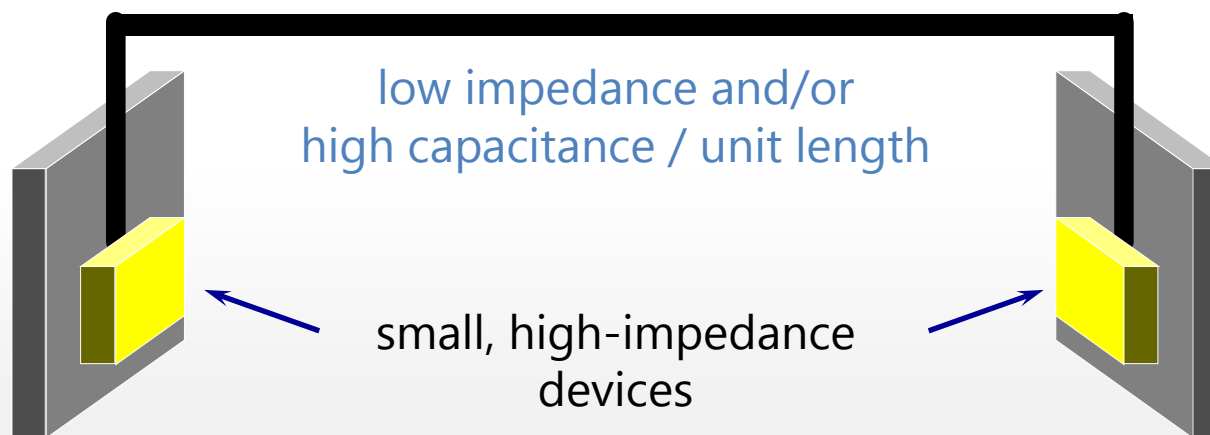 low impedance and/or
high capacitance / unit length
small, high-impedance
devices